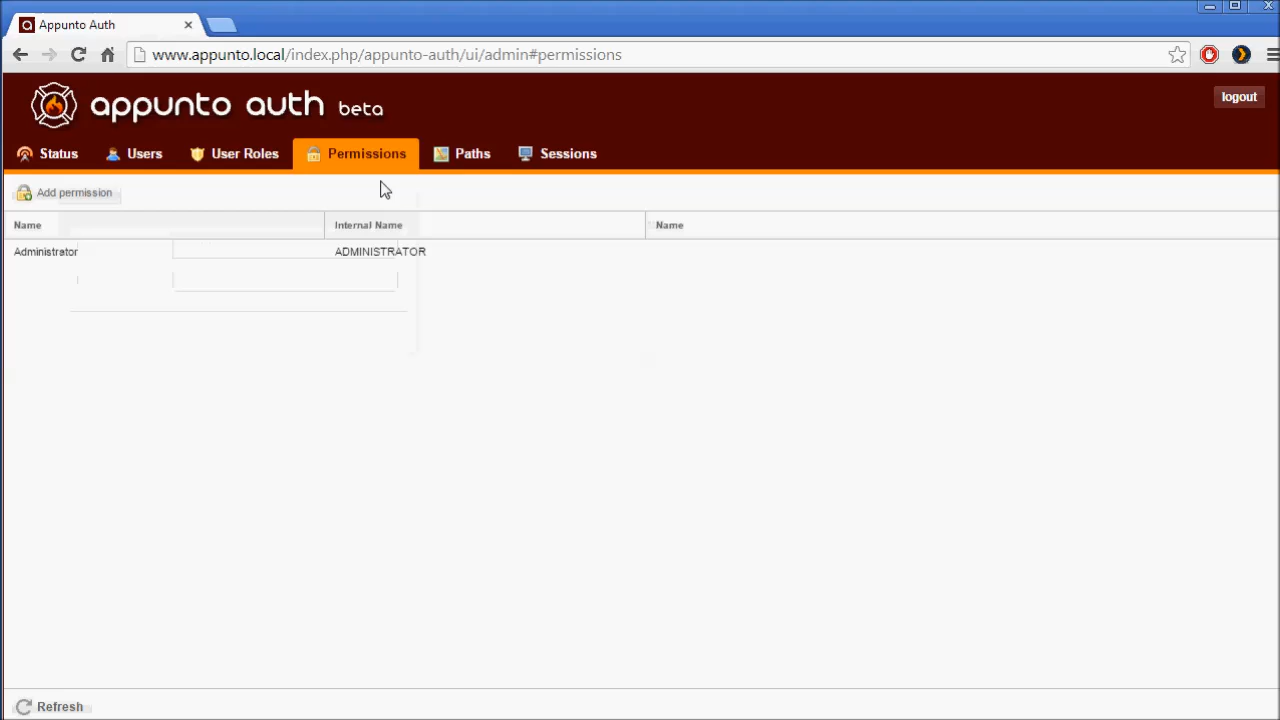 Appunto Auth
www.appunto.local/index.php/appunto-auth/ui/admin#permissions
appunto auth beta
logout
Status Users User Roles Permissions Paths Sessions
Add permission
Name Internal Name Name
Administrator ADMINISTRATOR
Refresh